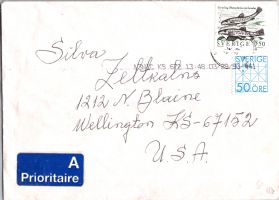 SVERIGE
SVERIGE
50 ÖRE
Silva
Zeltkalns
1212 N. Blaine
Wellington KS-67152
U.S.A.
A
Prioritaire